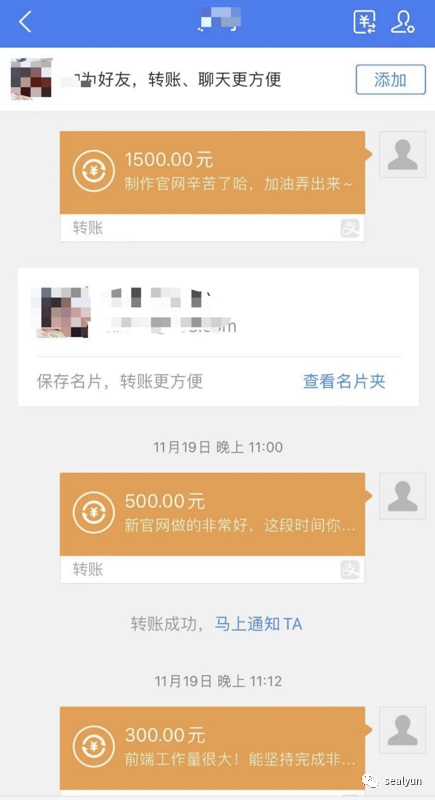 为好友，转账、聊天更方便
添加
1500.00元
制作官网辛苦了哈，加油弄出来~
转账
.com
保存名片，转账更方便
查看名片夹
11月19日 晚上 11:00
500.00元
新官网做的非常好，这段时间你...
转账
转账成功，马上通知TA
11月19日 晚上 11:12
300.00元
前端工作量很大！能坚持完成非...
sealyun